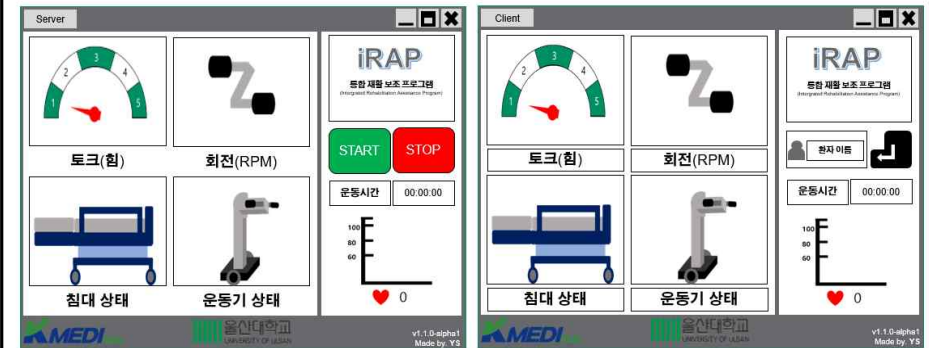 Server
1
2
3
4
5
토크(힘)
회전(RPM)
침대 상태
운동기 상태
iRAP
통합 재활 보조 프로그램
(Intergrated Rehabilitation Assistance Program)
START
STOP
운동시간
00:00:00
100
80
60
0
KMEDI
울산대학교
UNIVERSITY OF ULSAN
v1.1.0-alpha1
Made by. YS
Client
1
2
3
4
5
토크(힘)
회전(RPM)
침대 상태
운동기 상태
iRAP
통합 재활 보조 프로그램
(Intergrated Rehabilitation Assistance Program)
환자 이름
운동시간
00:00:00
100
80
60
0
KMEDI
울산대학교
UNIVERSITY OF ULSAN
v1.1.0-alpha1
Made by. YS